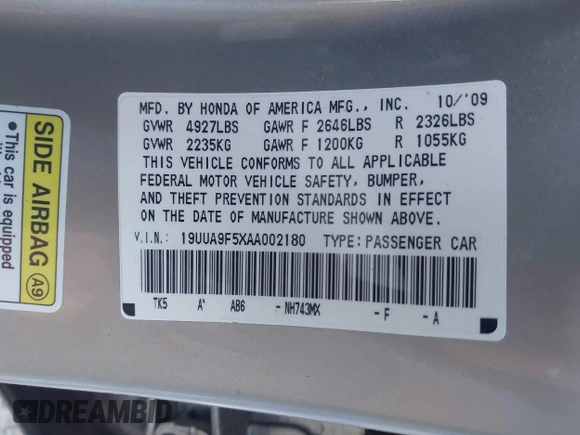 MFD. BY HONDA OF AMERICA MFG., INC. 10/'09
GVWR 4927LBS GAWR F 2646LBS R 2326LBS
GVWR 2235KG GAWR F 1200KG R 1055KG
THIS VEHICLE CONFORMS TO ALL APPLICABLE
FEDERAL MOTOR VEHICLE SAFETY, BUMPER,
AND THEFT PREVENTION STANDARDS IN EFFECT
ON THE DATE OF MANUFACTURE SHOWN ABOVE.
V.I.N.: 19UUA9F5XAA002180 TYPE: PASSENGER CAR
TK5 A AB6 - NH743MX - F - A
SIDE AIRBAG A9
•This car is e
in the front s
DREAMBID